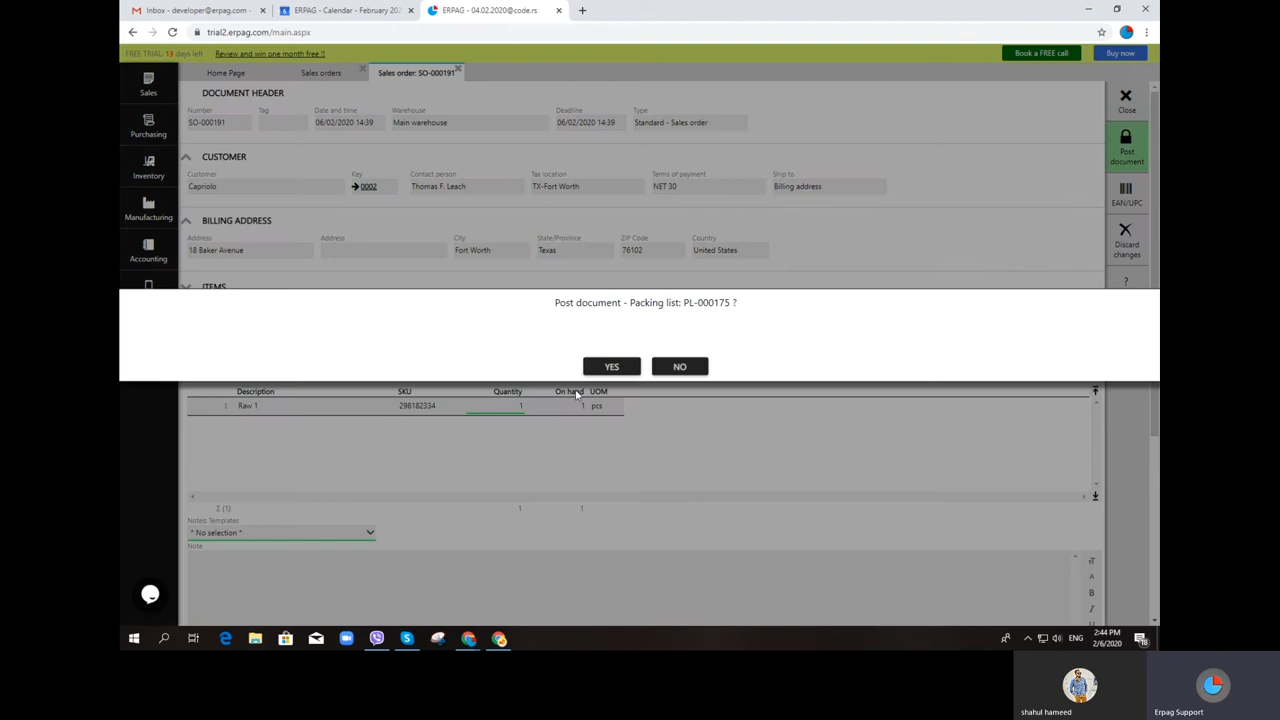 Inbox - developer@erpag.com -
ERPAG - Calendar - February 202
ERPAG - 04.02.2020@code.rs
trial2.erpag.com/main.aspx
FREE TRIAL: 13 days left
Review and win one month free !!
Book a FREE call
Buy now
Home Page
Sales orders
Sales order: SO-000191
Sales
Purchasing
Inventory
Manufacturing
Accounting
DOCUMENT HEADER
Number Tag Date and time Warehouse Deadline Type
SO-000191 06/02/2020 14:39 Main warehouse 06/02/2020 14:39 Standard - Sales order
CUSTOMER
Customer Key Contact person Tax location Terms of payment Ship to
Capriolo 0002 Thomas F. Leach TX-Fort Worth NET 30 Billing address
BILLING ADDRESS
Address Address City State/Province ZIP Code Country
18 Baker Avenue Fort Worth Texas 76102 United States
ITEMS
Close
Post document
EAN/UPC
Discard changes
?
Post document - Packing list: PL-000175 ?
YES NO
Description SKU Quantity On hand UOM
1 Raw 1 298182334 1 1 pcs
Σ (1) 1 1
Notes: Templates
* No selection *
Note
A
B
I
U
ENG
2:44 PM
2/6/2020
18
shahul hameed
Erpag Support